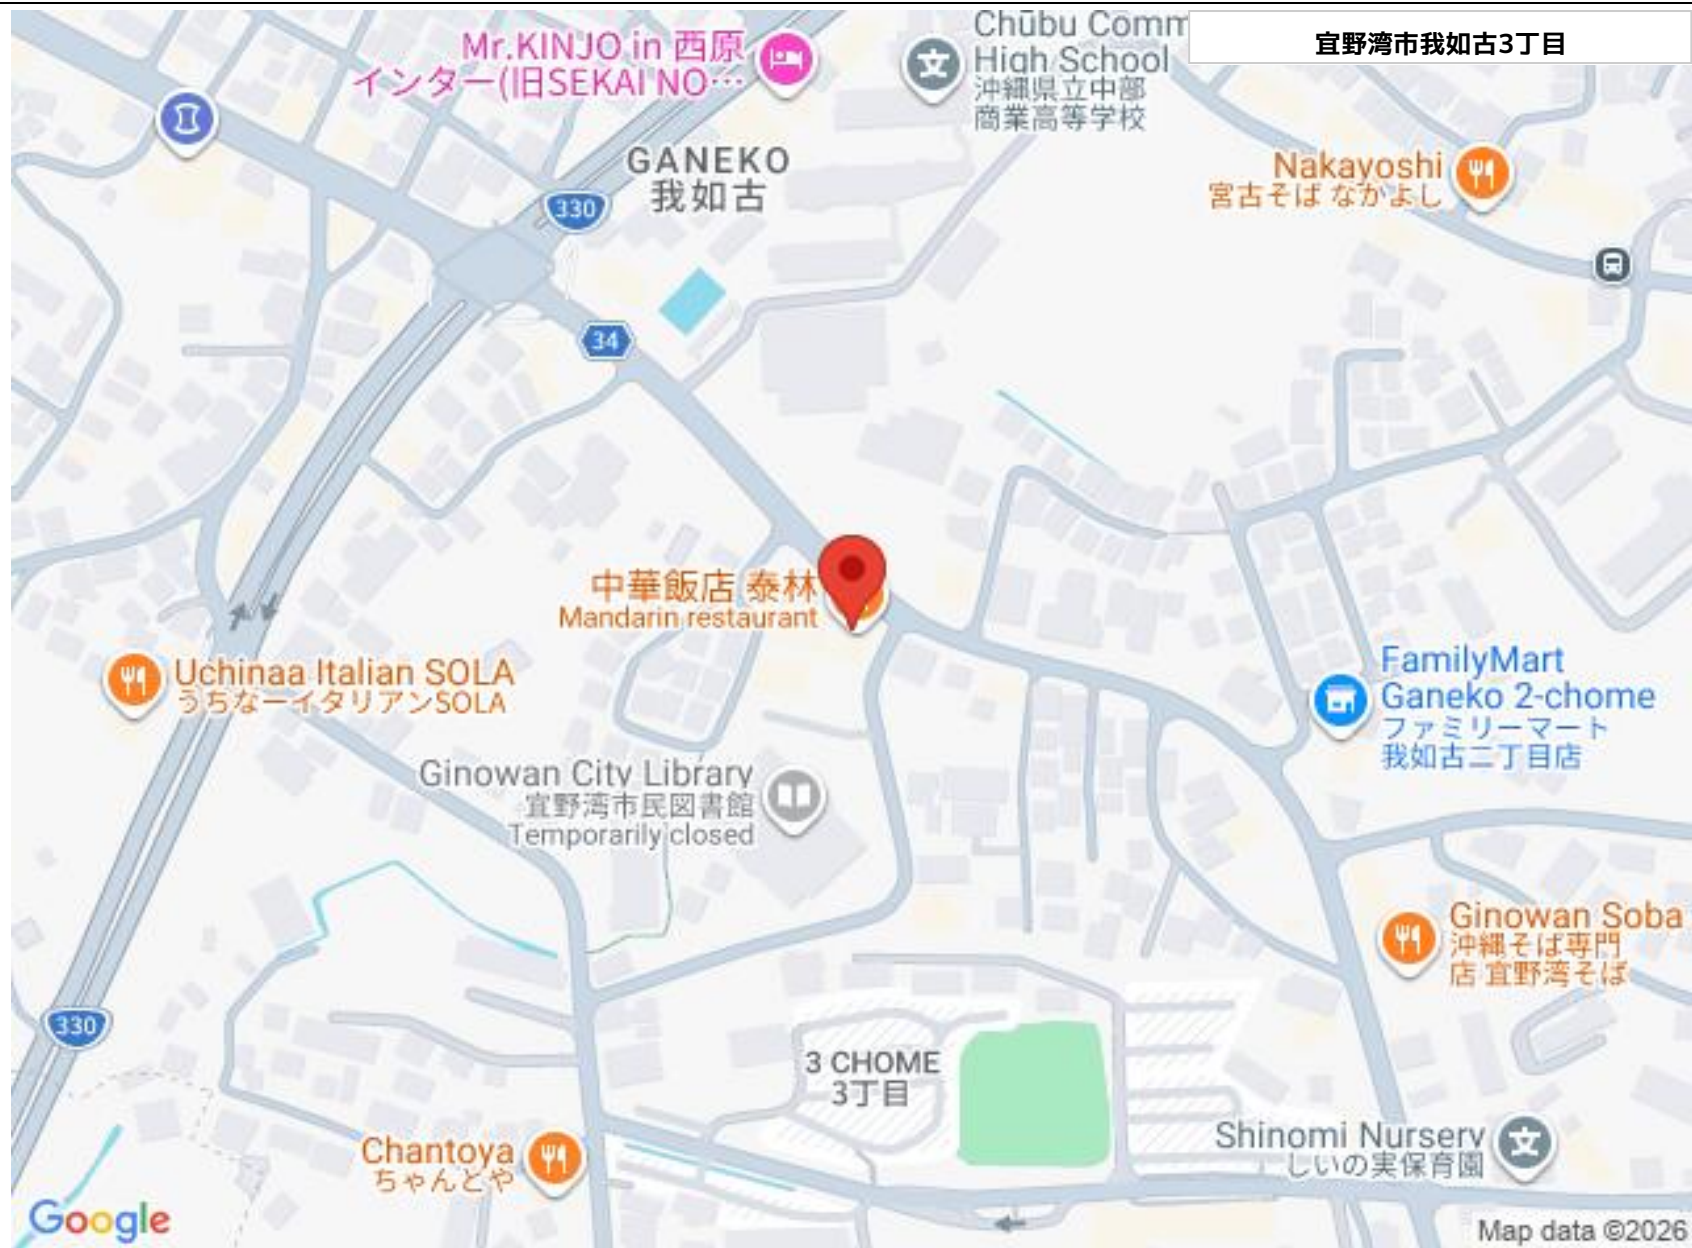 Chūbu Comm
High School
沖縄県立中部
商業高等学校
宜野湾市我如古3丁目
Mr.KINJO in 西原
インター(旧SEKAI NO…
GANEKO
我如古
330
Nakayoshi
宮古そば なかよし
34
中華飯店 泰林
Mandarin restaurant
Uchinaa Italian SOLA
うちなーイタリアンSOLA
FamilyMart
Ganeko 2-chome
ファミリーマート
我如古二丁目店
Ginowan City Library
宜野湾市民図書館
Temporarily closed
Ginowan Soba
沖縄そば専門
店 宜野湾そば
330
3 CHOME
3丁目
Shinomi Nursery
しいの実保育園
Chantoya
ちゃんとや
Google
Map data ©2026